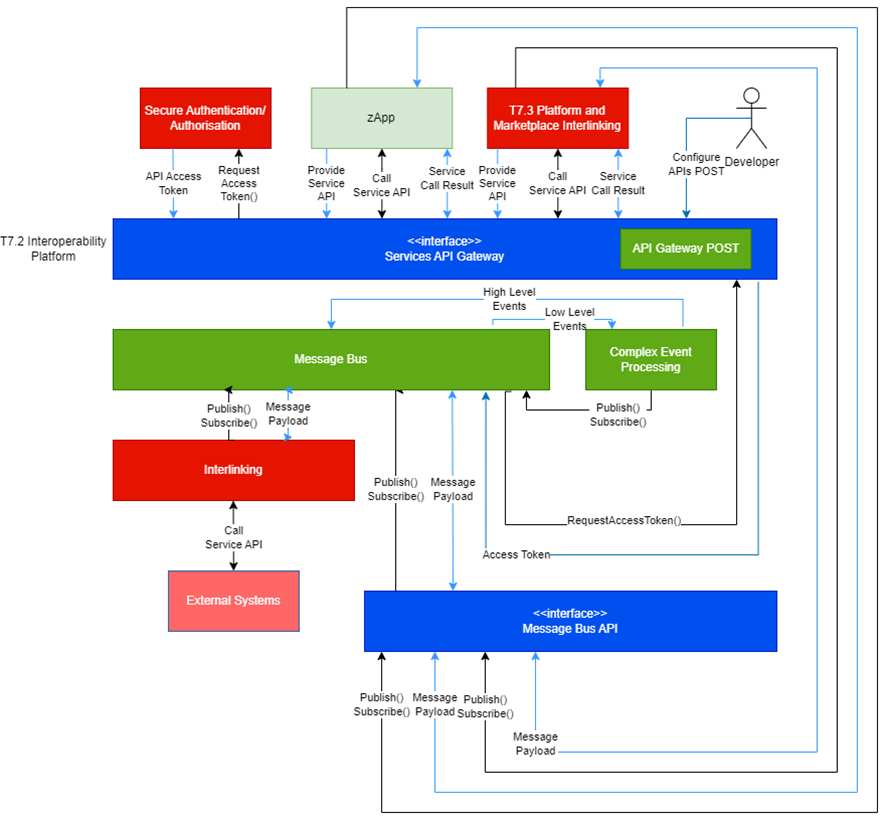 Secure Authentication/
Authorisation
zApp
T7.3 Platform and
Marketplace Interlinking
Developer
API Access
Token
Request
Access
Token()
Provide
Service
API
Call
Service API
Service
Call Result
Provide
Service
API
Call
Service API
Service
Call Result
Configure
APIs POST
T7.2 Interoperability
Platform
<<interface>>
Services API Gateway
API Gateway POST
High Level
Events
Low Level
Events
Message Bus
Complex Event
Processing
Publish()
Subscribe()
Message
Payload
Publish()
Subscribe()
Interlinking
Publish()
Subscribe()
Message
Payload
RequestAccessToken()
Access Token
Call
Service API
External Systems
<<interface>>
Message Bus API
Publish()
Subscribe()
Message
Payload
Publish()
Subscribe()
Message
Payload